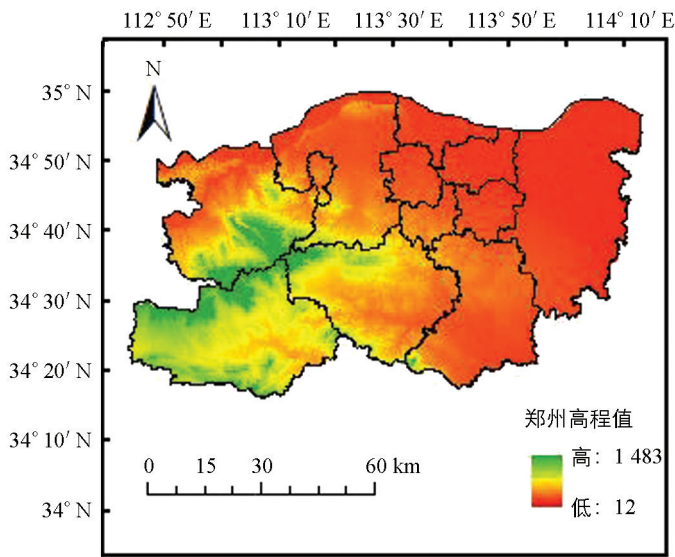 112° 50′ E 113° 10′ E 113° 30′ E 113° 50′ E 114° 10′ E
N
35° N
34° 50′ N
34° 40′ N
34° 30′ N
34° 20′ N
34° 10′ N
34° N
郑州高程值
高：1 483
低：12
0 15 30 60 km